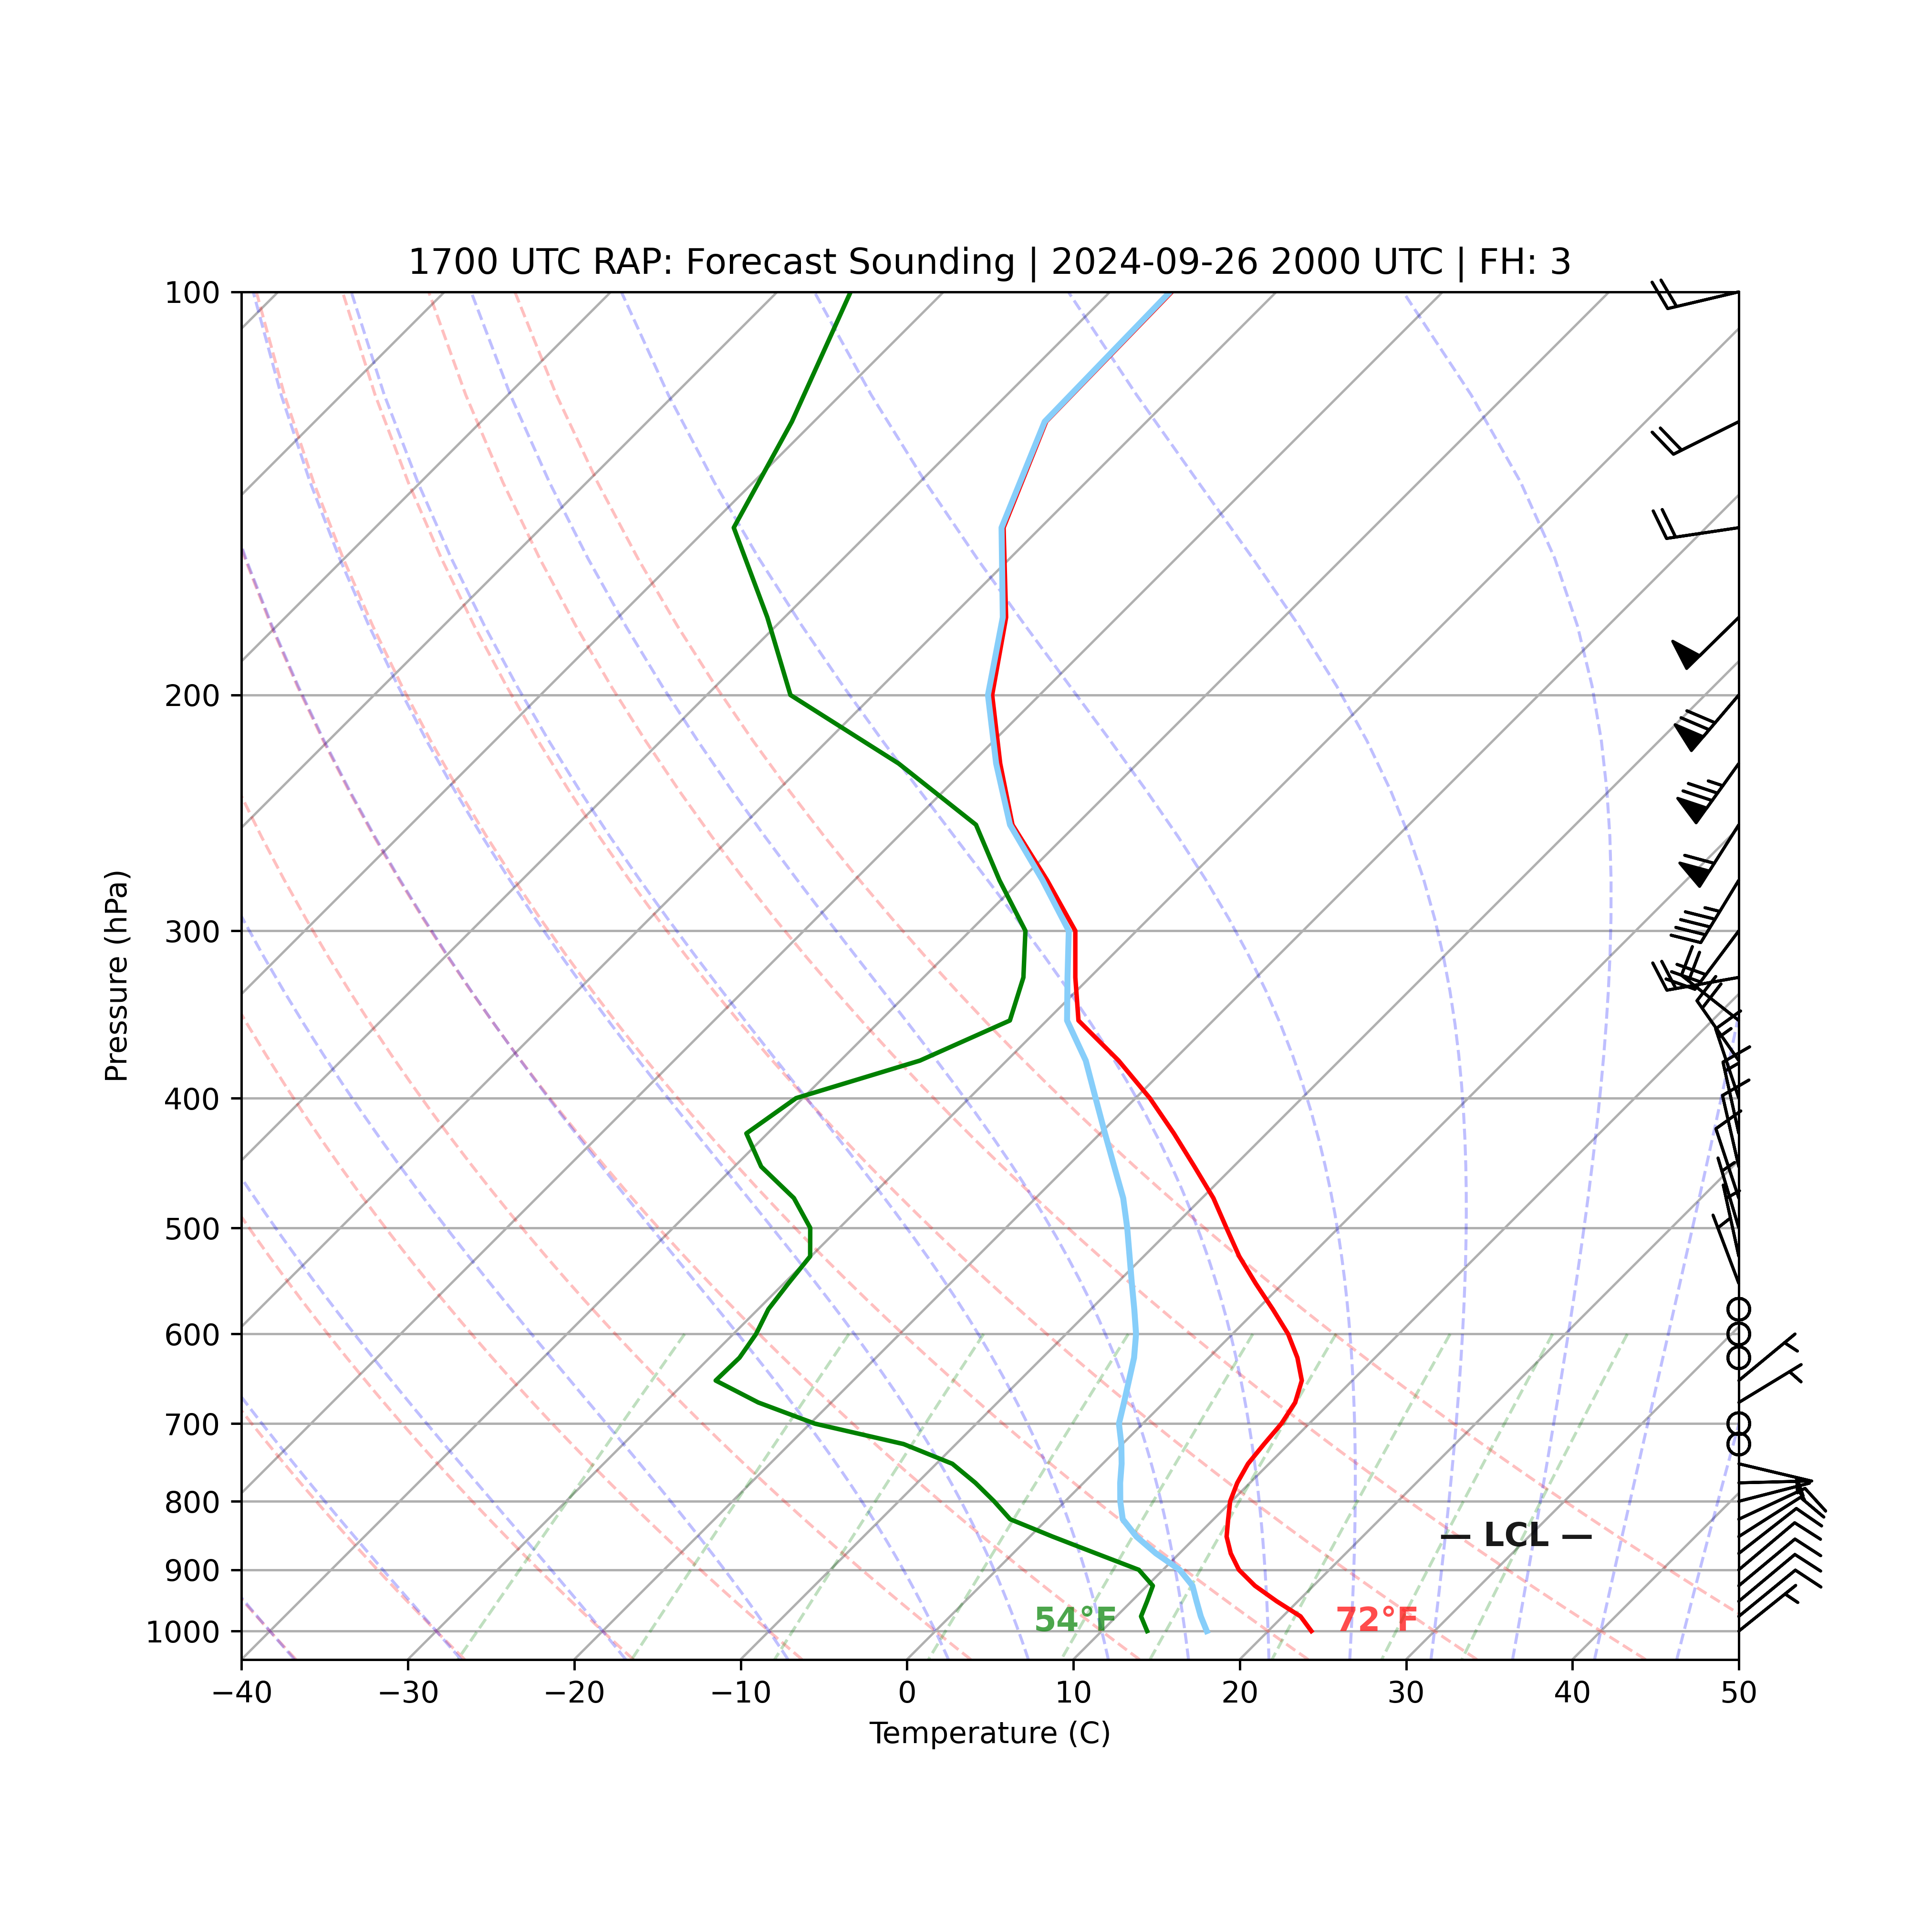 1700 UTC RAP: Forecast Sounding | 2024-09-26 2000 UTC | FH: 3
100
200
300
400
500
600
700
800
900
1000
Pressure (hPa)
— LCL —
54°F
72°F
−40 −30 −20 −10 0 10 20 30 40 50
Temperature (C)